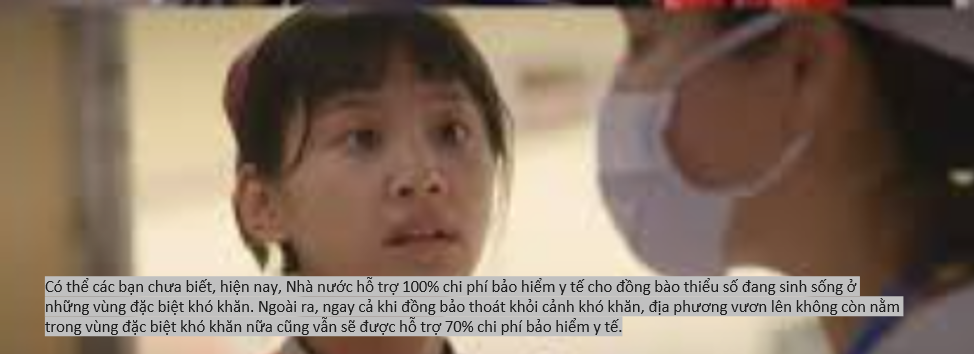 Có thể các bạn chưa biết, hiện nay, Nhà nước hỗ trợ 100% chi phí bảo hiểm y tế cho đồng bào thiểu số đang sinh sống ở
những vùng đặc biệt khó khăn. Ngoài ra, ngay cả khi đồng bảo thoát khỏi cảnh khó khăn, địa phương vươn lên không còn nằm
trong vùng đặc biệt khó khăn nữa cũng vẫn sẽ được hỗ trợ 70% chi phí bảo hiểm y tế.